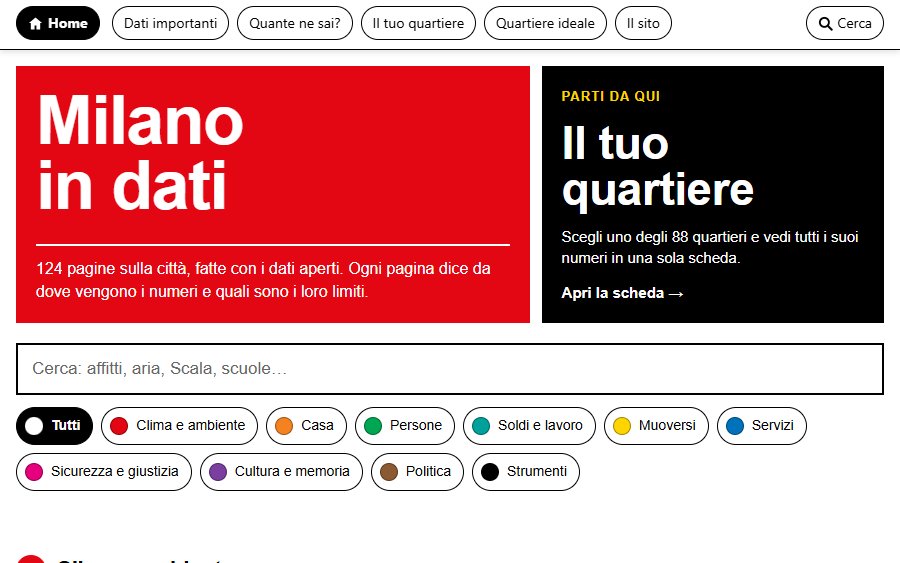 Home
Dati importanti
Quante ne sai?
Il tuo quartiere
Quartiere ideale
Il sito
Cerca
Milano
in dati
124 pagine sulla città, fatte con i dati aperti. Ogni pagina dice da
dove vengono i numeri e quali sono i loro limiti.
PARTI DA QUI
Il tuo
quartiere
Scegli uno degli 88 quartieri e vedi tutti i suoi
numeri in una sola scheda.
Apri la scheda →
Cerca: affitti, aria, Scala, scuole…
Tutti
Clima e ambiente
Casa
Persone
Soldi e lavoro
Muoversi
Servizi
Sicurezza e giustizia
Cultura e memoria
Politica
Strumenti